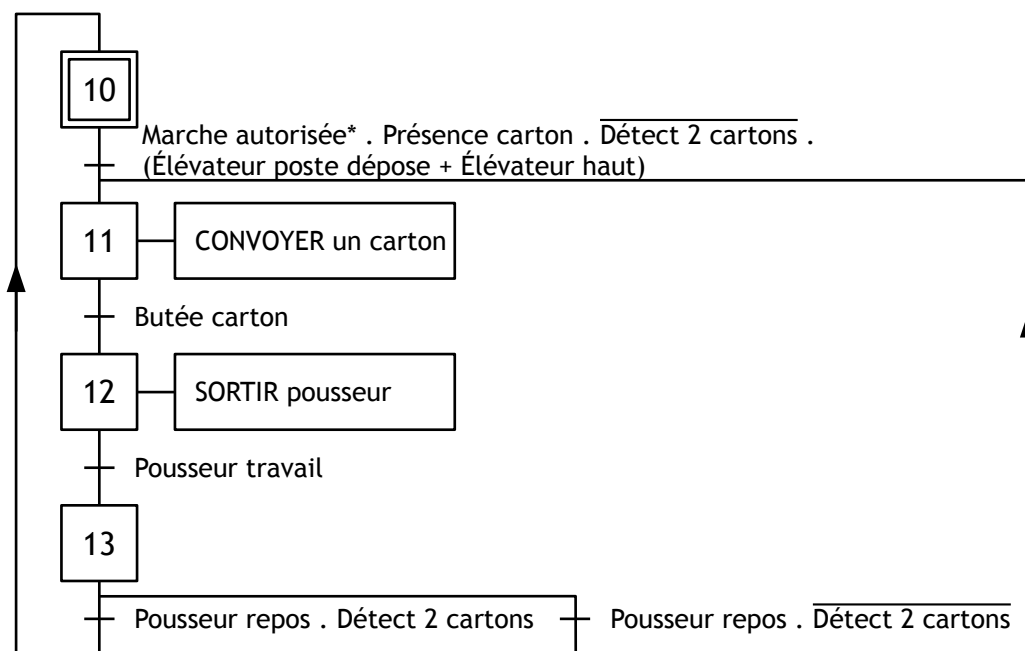 10
Marche autorisée* . Présence carton . Détect 2 cartons .
(Élévateur poste dépose + Élévateur haut)
11
CONVOYER un carton
Butée carton
12
SORTIR pousseur
Pousseur travail
13
Pousseur repos . Détect 2 cartons
Pousseur repos . Détect 2 cartons